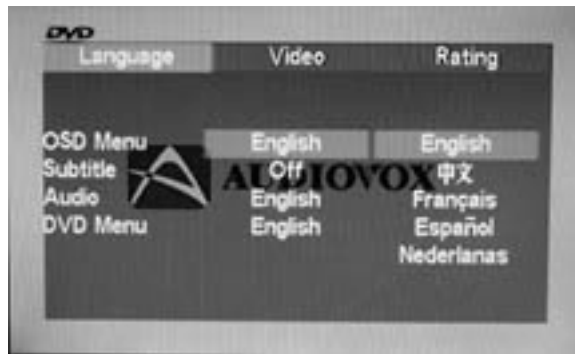 DVD
Language Video Rating
OSD Menu English English
Subtitle Off 中文
AUDIOVOX
Audio English Français
DVD Menu English Español
Nederlanas